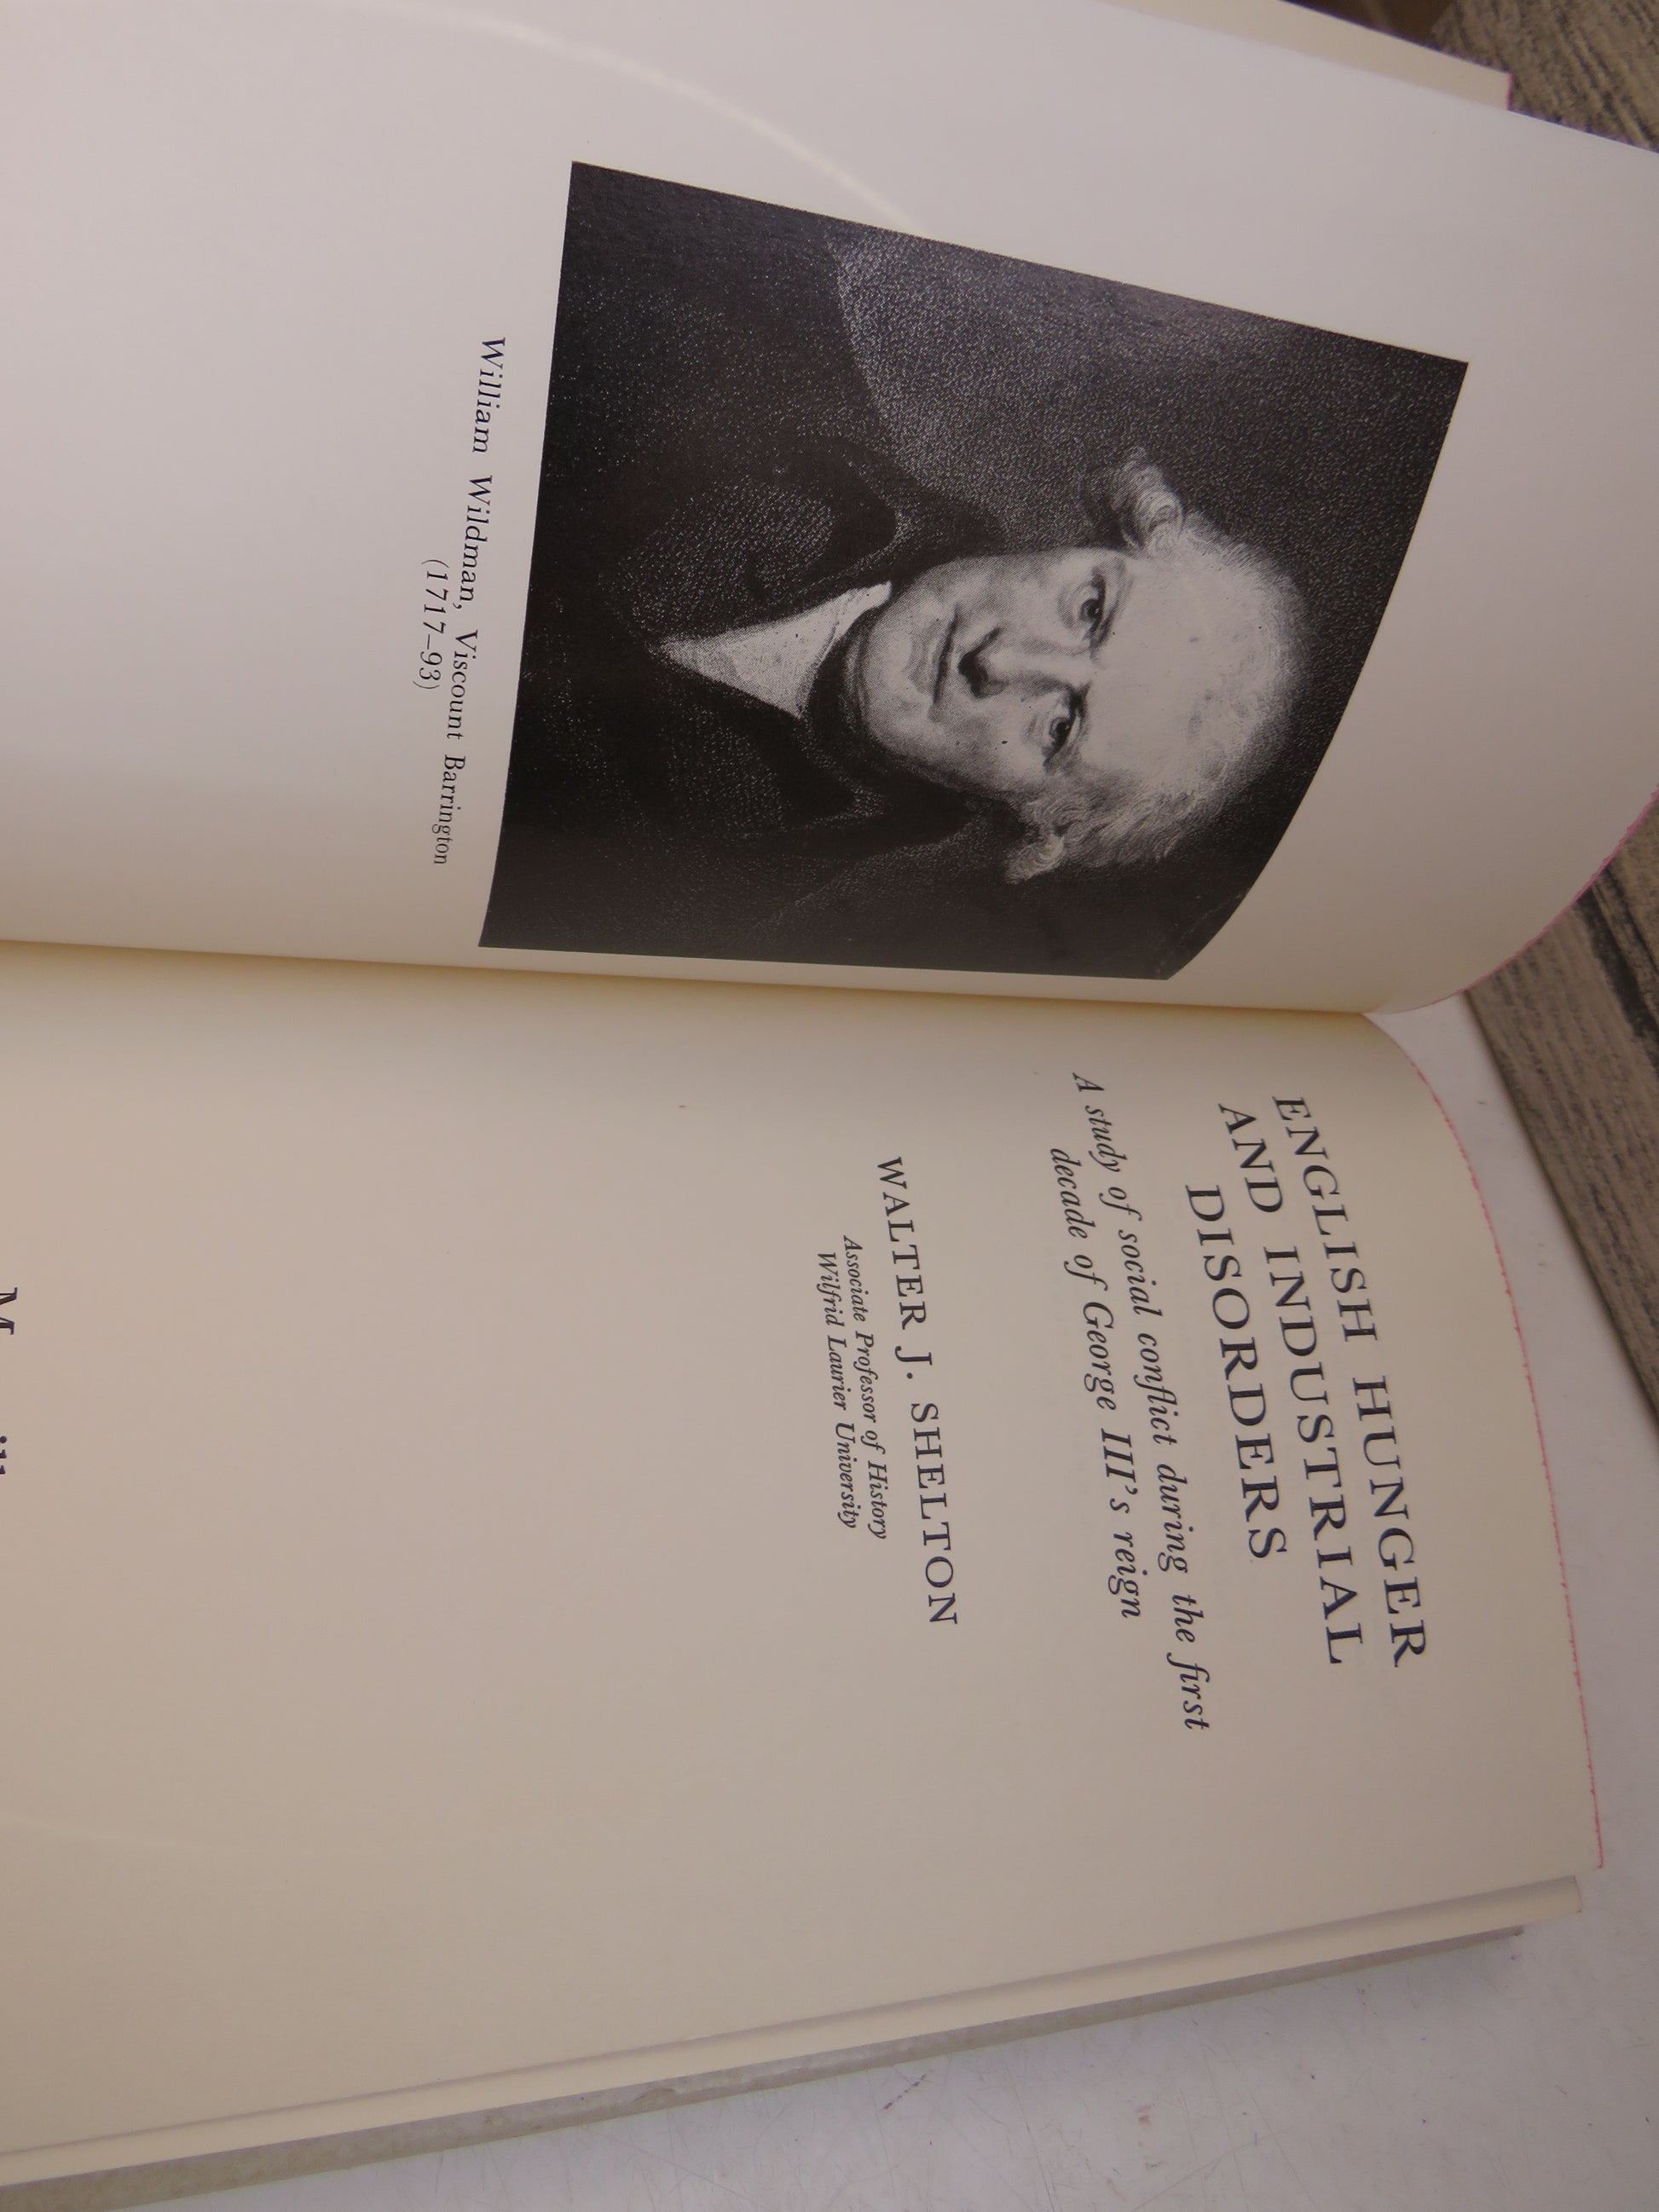 William Wildman, Viscount Barrington
(1717–93)
ENGLISH HUNGER
AND INDUSTRIAL
DISORDERS
A study of social conflict during the first
decade of George III's reign
WALTER J. SHELTON
Associate Professor of History
Wilfrid Laurier University